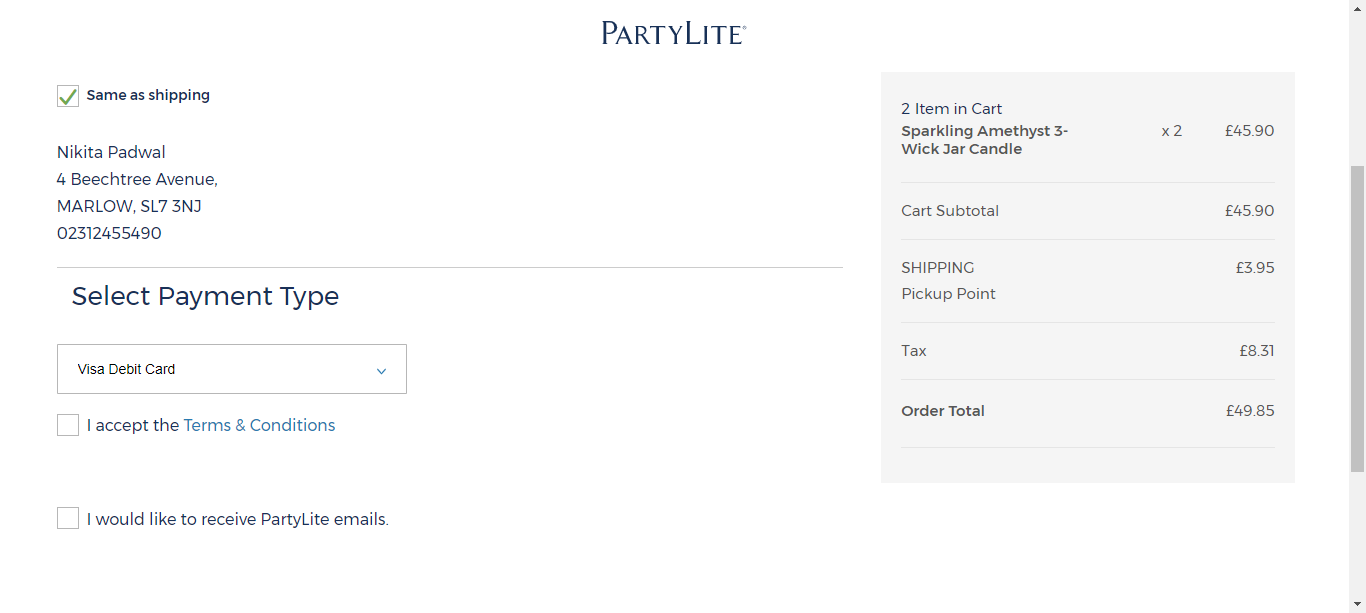 PARTYLITE®
Same as shipping
Nikita Padwal
4 Beechtree Avenue,
MARLOW, SL7 3NJ
02312455490
Select Payment Type
Visa Debit Card
I accept the Terms & Conditions
I would like to receive PartyLite emails.
2 Item in Cart
Sparkling Amethyst 3-
Wick Jar Candle
x 2 £45.90
Cart Subtotal £45.90
SHIPPING £3.95
Pickup Point
Tax £8.31
Order Total £49.85